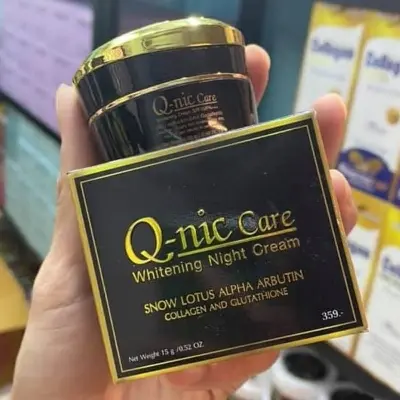 Q-nic Care
Q-nic Care
Whitening Night Cream
SNOW LOTUS ALPHA ARBUTIN
COLLAGEN AND GLUTATHIONE
359.-
Net Weight 15 g /0.52 OZ.